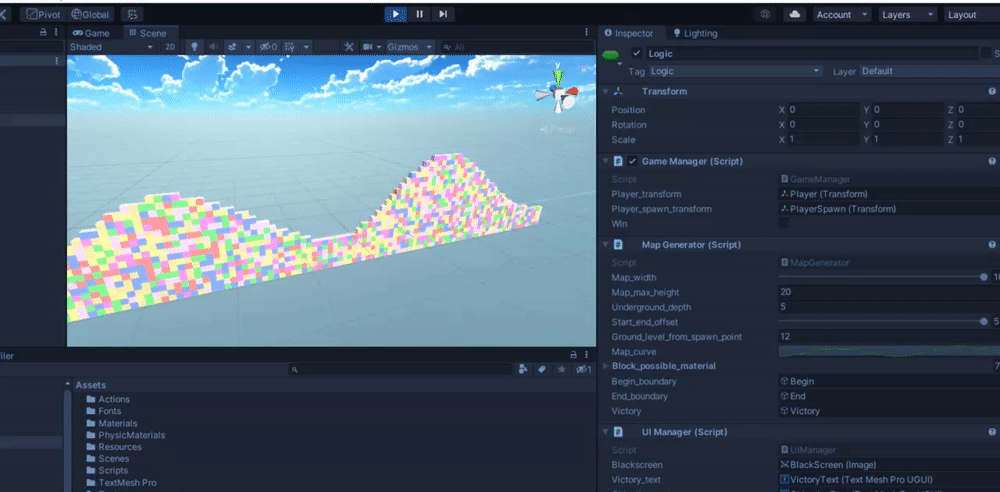 Pivot Global Account Layers Layout
Game Scene
Shaded 2D 0 Gizmos All
Y
Persp
Inspector Lighting
Logic
Tag Logic Layer Default
Transform
Position X 0 Y 0 Z 0
Rotation X 0 Y 0 Z 0
Scale X 1 Y 1 Z 1
Game Manager (Script)
Script GameManager
Player_transform Player (Transform)
Player_spawn_transform PlayerSpawn (Transform)
Win
Map Generator (Script)
Script MapGenerator
Map_width
Map_max_height 20
Underground_depth 5
Start_end_offset 5
Ground_level_from_spawn_point 12
Map_curve
Block_possible_material 7
Begin_boundary Begin
End_boundary End
Victory Victory
UI Manager (Script)
Script UIManager
Blackscreen BlackScreen (Image)
Victory_text VictoryText (Text Mesh Pro UGUI)
iler
1
Assets
Actions
Fonts
Materials
PhysicMaterials
Resources
Scenes
Scripts
TextMesh Pro